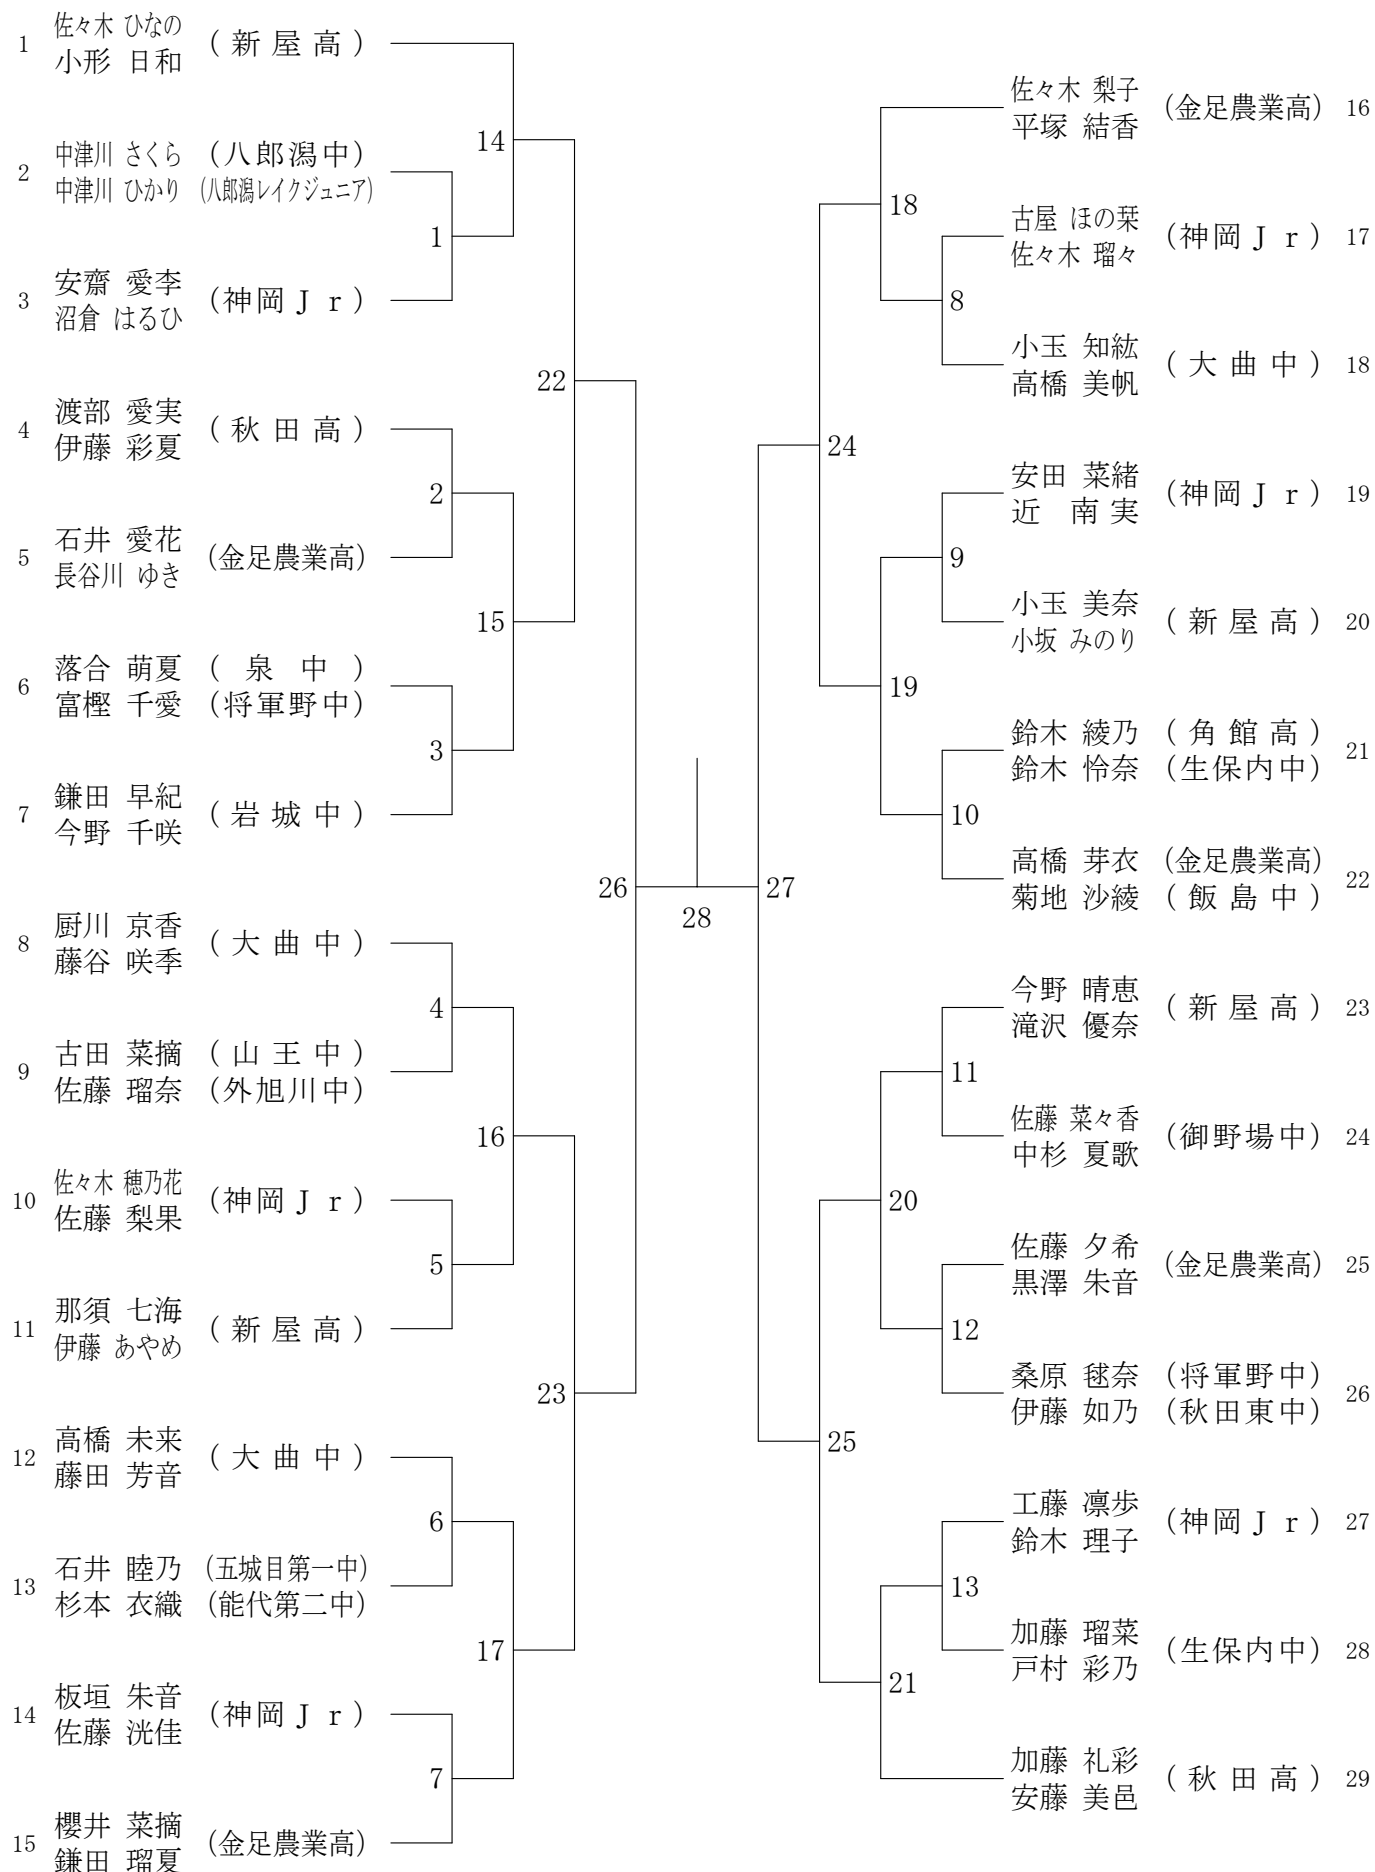 1 佐々木 ひなの (新屋高)
小形 日和
2 中津川 さくら (八郎潟中)
中津川 ひかり (八郎潟レイクジュニア)
3 安齋 愛李 (神岡Jr)
沼倉 はるひ
4 渡部 愛実 (秋田高)
伊藤 彩夏
5 石井 愛花 (金足農業高)
長谷川 ゆき
6 落合 萌夏 (泉中)
富樫 千愛 (将軍野中)
7 鎌田 早紀 (岩城中)
今野 千咲
8 厨川 京香 (大曲中)
藤谷 咲季
9 古田 菜摘 (山王中)
佐藤 瑠奈 (外旭川中)
10 佐々木 穂乃花 (神岡Jr)
佐藤 梨果
11 那須 七海 (新屋高)
伊藤 あやめ
12 高橋 未来 (大曲中)
藤田 芳音
13 石井 睦乃 (五城目第一中)
杉本 衣織 (能代第二中)
14 板垣 朱音 (神岡Jr)
佐藤 洸佳
15 櫻井 菜摘 (金足農業高)
鎌田 瑠夏
14
1
22
2
15
3
26
4
16
5
23
6
17
7
28
27
18
8
24
9
19
10
11
20
12
25
13
21
佐々木 梨子 (金足農業高) 16
平塚 結香
古屋 ほの栞 (神岡Jr) 17
佐々木 瑠々
小玉 知紘 (大曲中) 18
高橋 美帆
安田 菜緒 (神岡Jr) 19
近 南実
小玉 美奈 (新屋高) 20
小坂 みのり
鈴木 綾乃 (角館高) 21
鈴木 怜奈 (生保内中)
高橋 芽衣 (金足農業高) 22
菊地 沙綾 (飯島中)
今野 晴恵 (新屋高) 23
滝沢 優奈
佐藤 菜々香 (御野場中) 24
中杉 夏歌
佐藤 夕希 (金足農業高) 25
黒澤 朱音
桑原 毬奈 (将軍野中) 26
伊藤 如乃 (秋田東中)
工藤 凛歩 (神岡Jr) 27
鈴木 理子
加藤 瑠菜 (生保内中) 28
戸村 彩乃
加藤 礼彩 (秋田高) 29
安藤 美邑